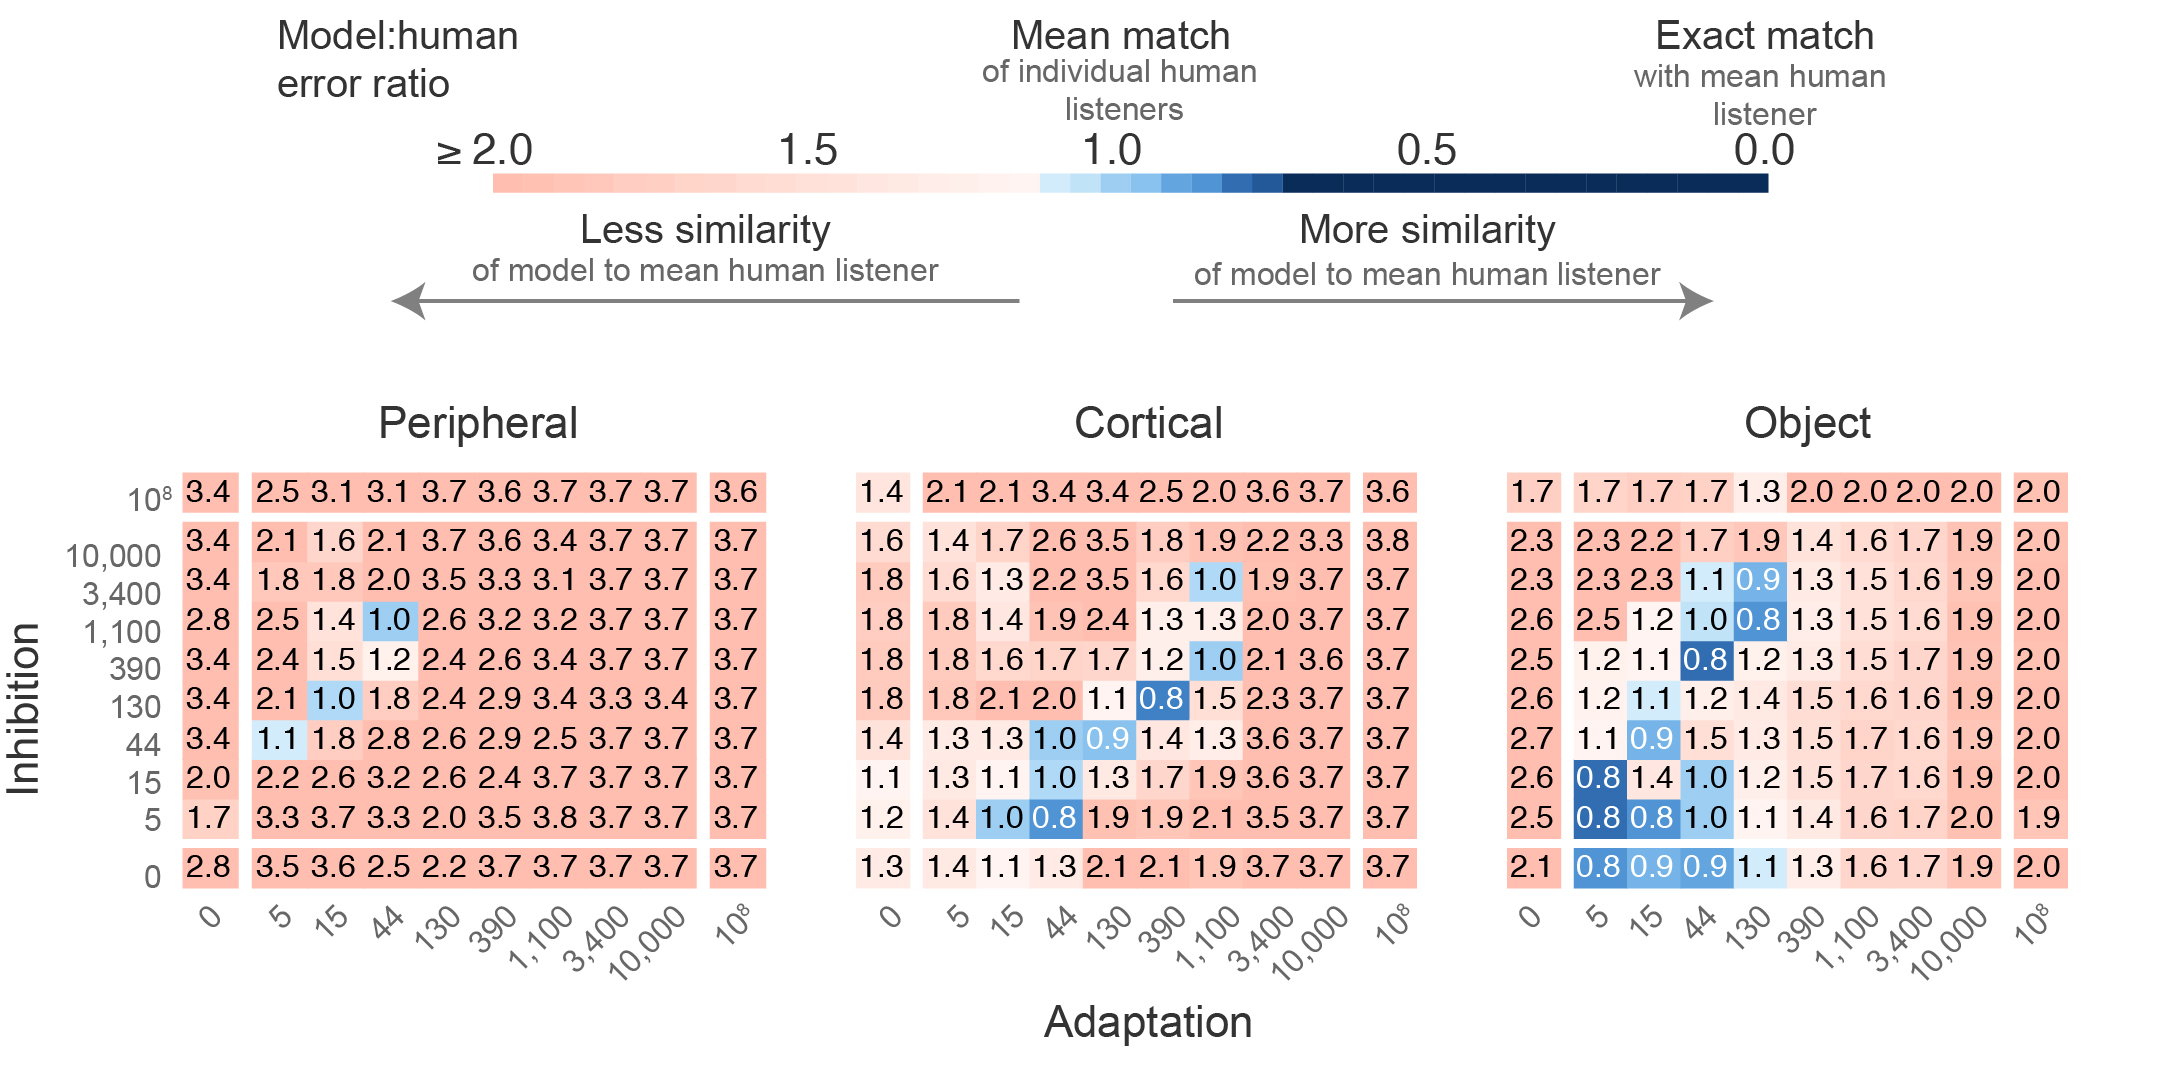 Model:human
error ratio
Mean match
of individual human
listeners
Exact match
with mean human
listener
≥ 2.0 1.5 1.0 0.5 0.0
Less similarity
of model to mean human listener
More similarity
of model to mean human listener
Peripheral Cortical Object
Inhibition
10⁸ 3.4 2.5 3.1 3.1 3.7 3.6 3.7 3.7 3.7 3.6 1.4 2.1 2.1 3.4 3.4 2.5 2.0 3.6 3.7 3.6 1.7 1.7 1.7 1.7 1.3 2.0 2.0 2.0 2.0 2.0
10,000 3.4 2.1 1.6 2.1 3.7 3.6 3.4 3.7 3.7 3.7 1.6 1.4 1.7 2.6 3.5 1.8 1.9 2.2 3.3 3.8 2.3 2.3 2.2 1.7 1.9 1.4 1.6 1.7 1.9 2.0
3,400 3.4 1.8 1.8 2.0 3.5 3.3 3.1 3.7 3.7 3.7 1.8 1.6 1.3 2.2 3.5 1.6 1.0 1.9 3.7 3.7 2.3 2.3 2.3 1.1 0.9 1.3 1.5 1.6 1.9 2.0
1,100 2.8 2.5 1.4 1.0 2.6 3.2 3.2 3.7 3.7 3.7 1.8 1.8 1.4 1.9 2.4 1.3 1.3 2.0 3.7 3.7 2.6 2.5 1.2 1.0 0.8 1.3 1.5 1.6 1.9 2.0
390 3.4 2.4 1.5 1.2 2.4 2.6 3.4 3.7 3.7 3.7 1.8 1.8 1.6 1.7 1.7 1.2 1.0 2.1 3.6 3.7 2.5 1.2 1.1 0.8 1.2 1.3 1.5 1.7 1.9 2.0
130 3.4 2.1 1.0 1.8 2.4 2.9 3.4 3.3 3.4 3.7 1.8 1.8 2.1 2.0 1.1 0.8 1.5 2.3 3.7 3.7 2.6 1.2 1.1 1.2 1.4 1.5 1.6 1.6 1.9 2.0
44 3.4 1.1 1.8 2.8 2.6 2.9 2.5 3.7 3.7 3.7 1.4 1.3 1.3 1.0 0.9 1.4 1.3 3.6 3.7 3.7 2.7 1.1 0.9 1.5 1.3 1.5 1.7 1.6 1.9 2.0
15 2.0 2.2 2.6 3.2 2.6 2.4 3.7 3.7 3.7 3.7 1.1 1.3 1.1 1.0 1.3 1.7 1.9 3.6 3.7 3.7 2.6 0.8 1.4 1.0 1.2 1.5 1.7 1.6 1.9 2.0
5 1.7 3.3 3.7 3.3 2.0 3.5 3.8 3.7 3.7 3.7 1.2 1.4 1.0 0.8 1.9 1.9 2.1 3.5 3.7 3.7 2.5 0.8 0.8 1.0 1.1 1.4 1.6 1.7 2.0 1.9
0 2.8 3.5 3.6 2.5 2.2 3.7 3.7 3.7 3.7 3.7 1.3 1.4 1.1 1.3 2.1 2.1 1.9 3.7 3.7 3.7 2.1 0.8 0.9 0.9 1.1 1.3 1.6 1.7 1.9 2.0
0 5 15 44 130 390 1,100 3,400 10,000 10⁸ 0 5 15 44 130 390 1,100 3,400 10,000 10⁸ 0 5 15 44 130 390 1,100 3,400 10,000 10⁸
Adaptation